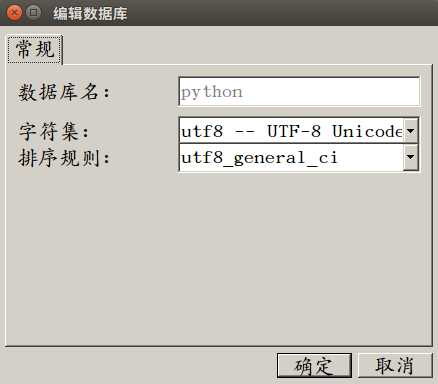 编辑数据库
常规
数据库名： python
字符集： utf8 -- UTF-8 Unicode
排序规则： utf8_general_ci
确定 取消